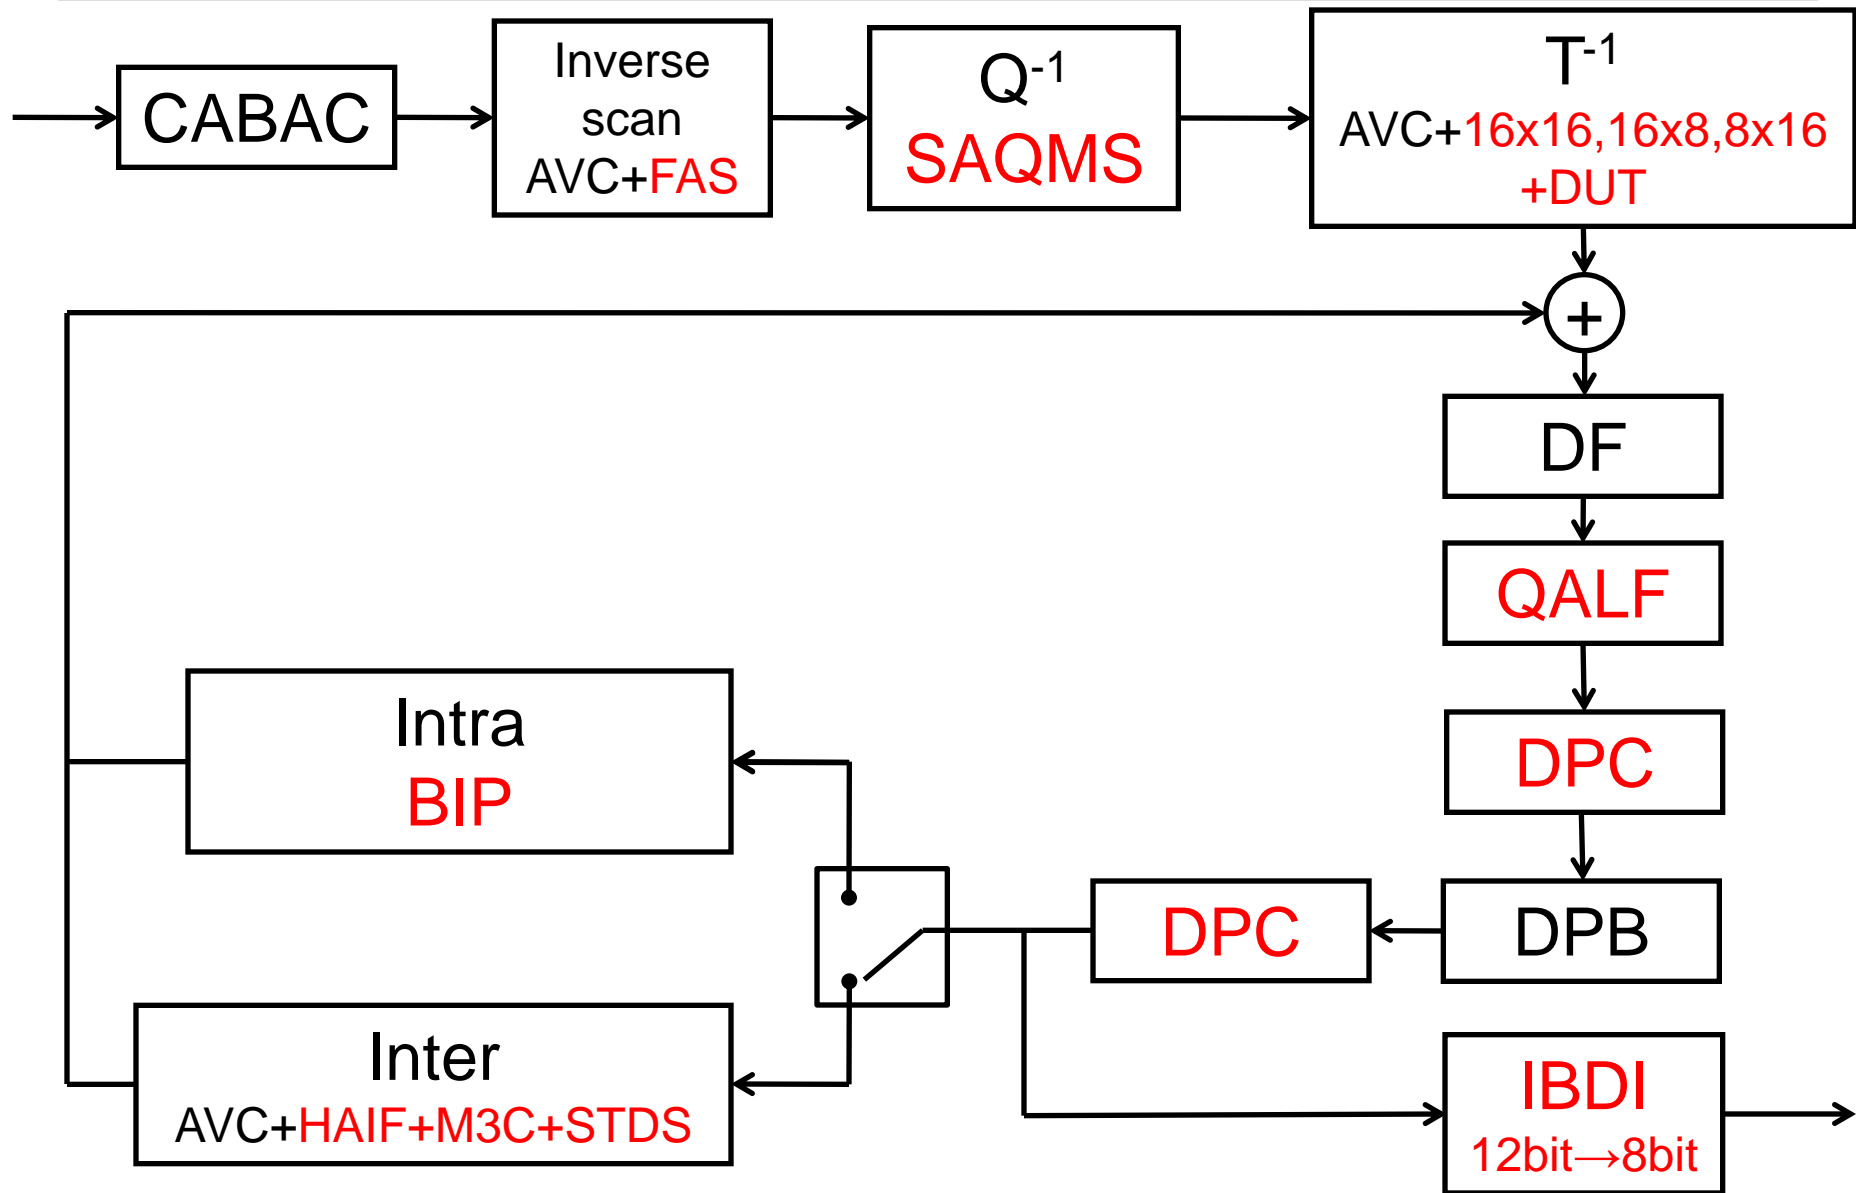 CABAC
Inverse
scan
AVC+FAS
Q-1
SAQMS
T-1
AVC+16x16,16x8,8x16
+DUT
+
DF
QALF
DPC
Intra
BIP
DPC
DPB
Inter
AVC+HAIF+M3C+STDS
IBDI
12bit→8bit